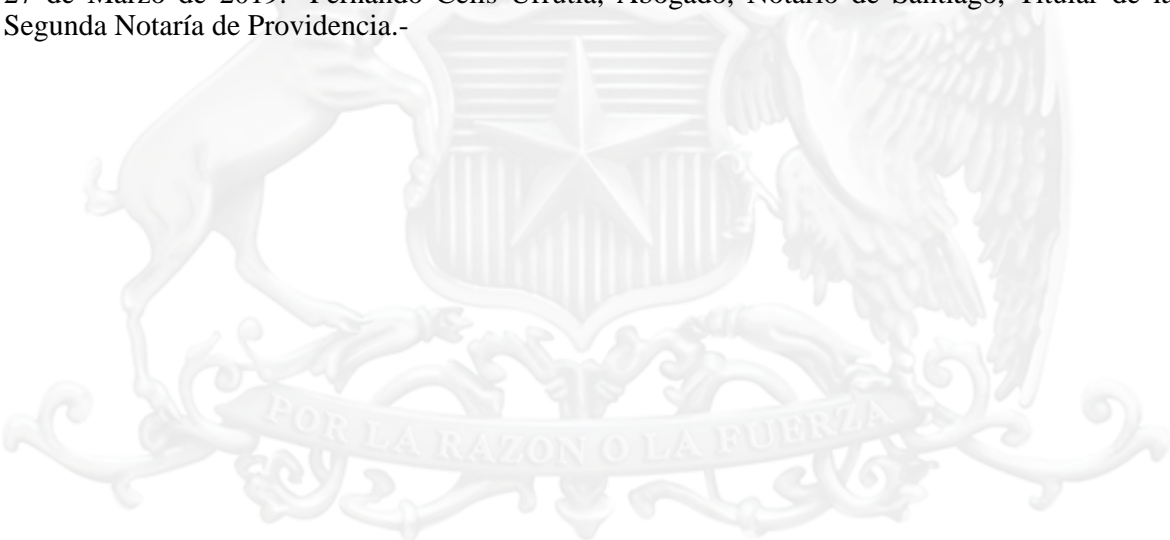 27 de Marzo de 2019.- Fernando Celis Urrutia, Abogado, Notario de Santiago, Titular de la
Segunda Notaría de Providencia.-
POR LA RAZON O LA FUERZA